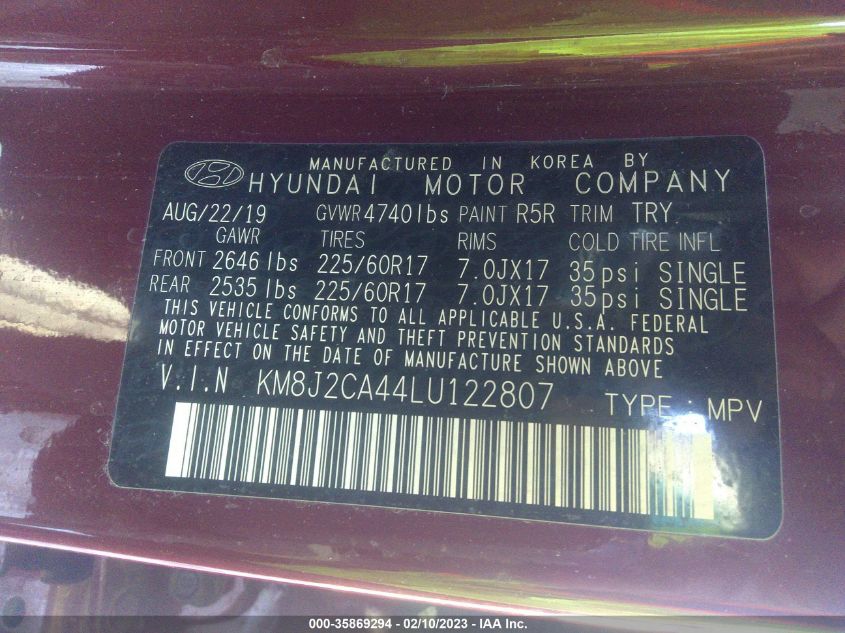 MANUFACTURED IN KOREA BY
HYUNDAI MOTOR COMPANY
AUG/22/19 GVWR 4740lbs PAINT R5R TRIM TRY
GAWR TIRES RIMS COLD TIRE INFL
FRONT 2646 lbs 225/60R17 7.0JX17 35psi SINGLE
REAR 2535 lbs 225/60R17 7.0JX17 35psi SINGLE
THIS VEHICLE CONFORMS TO ALL APPLICABLE U.S.A. FEDERAL
MOTOR VEHICLE SAFETY AND THEFT PREVENTION STANDARDS
IN EFFECT ON THE DATE OF MANUFACTURE SHOWN ABOVE
V.I.N KM8J2CA44LU122807 TYPE : MPV
000-35869294 - 02/10/2023 - IAA Inc.